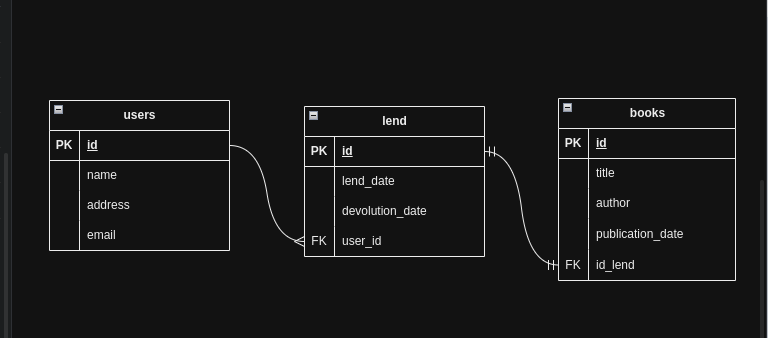 users
PK id
name
address
email
lend
PK id
lend_date
devolution_date
FK user_id
books
PK id
title
author
publication_date
FK id_lend